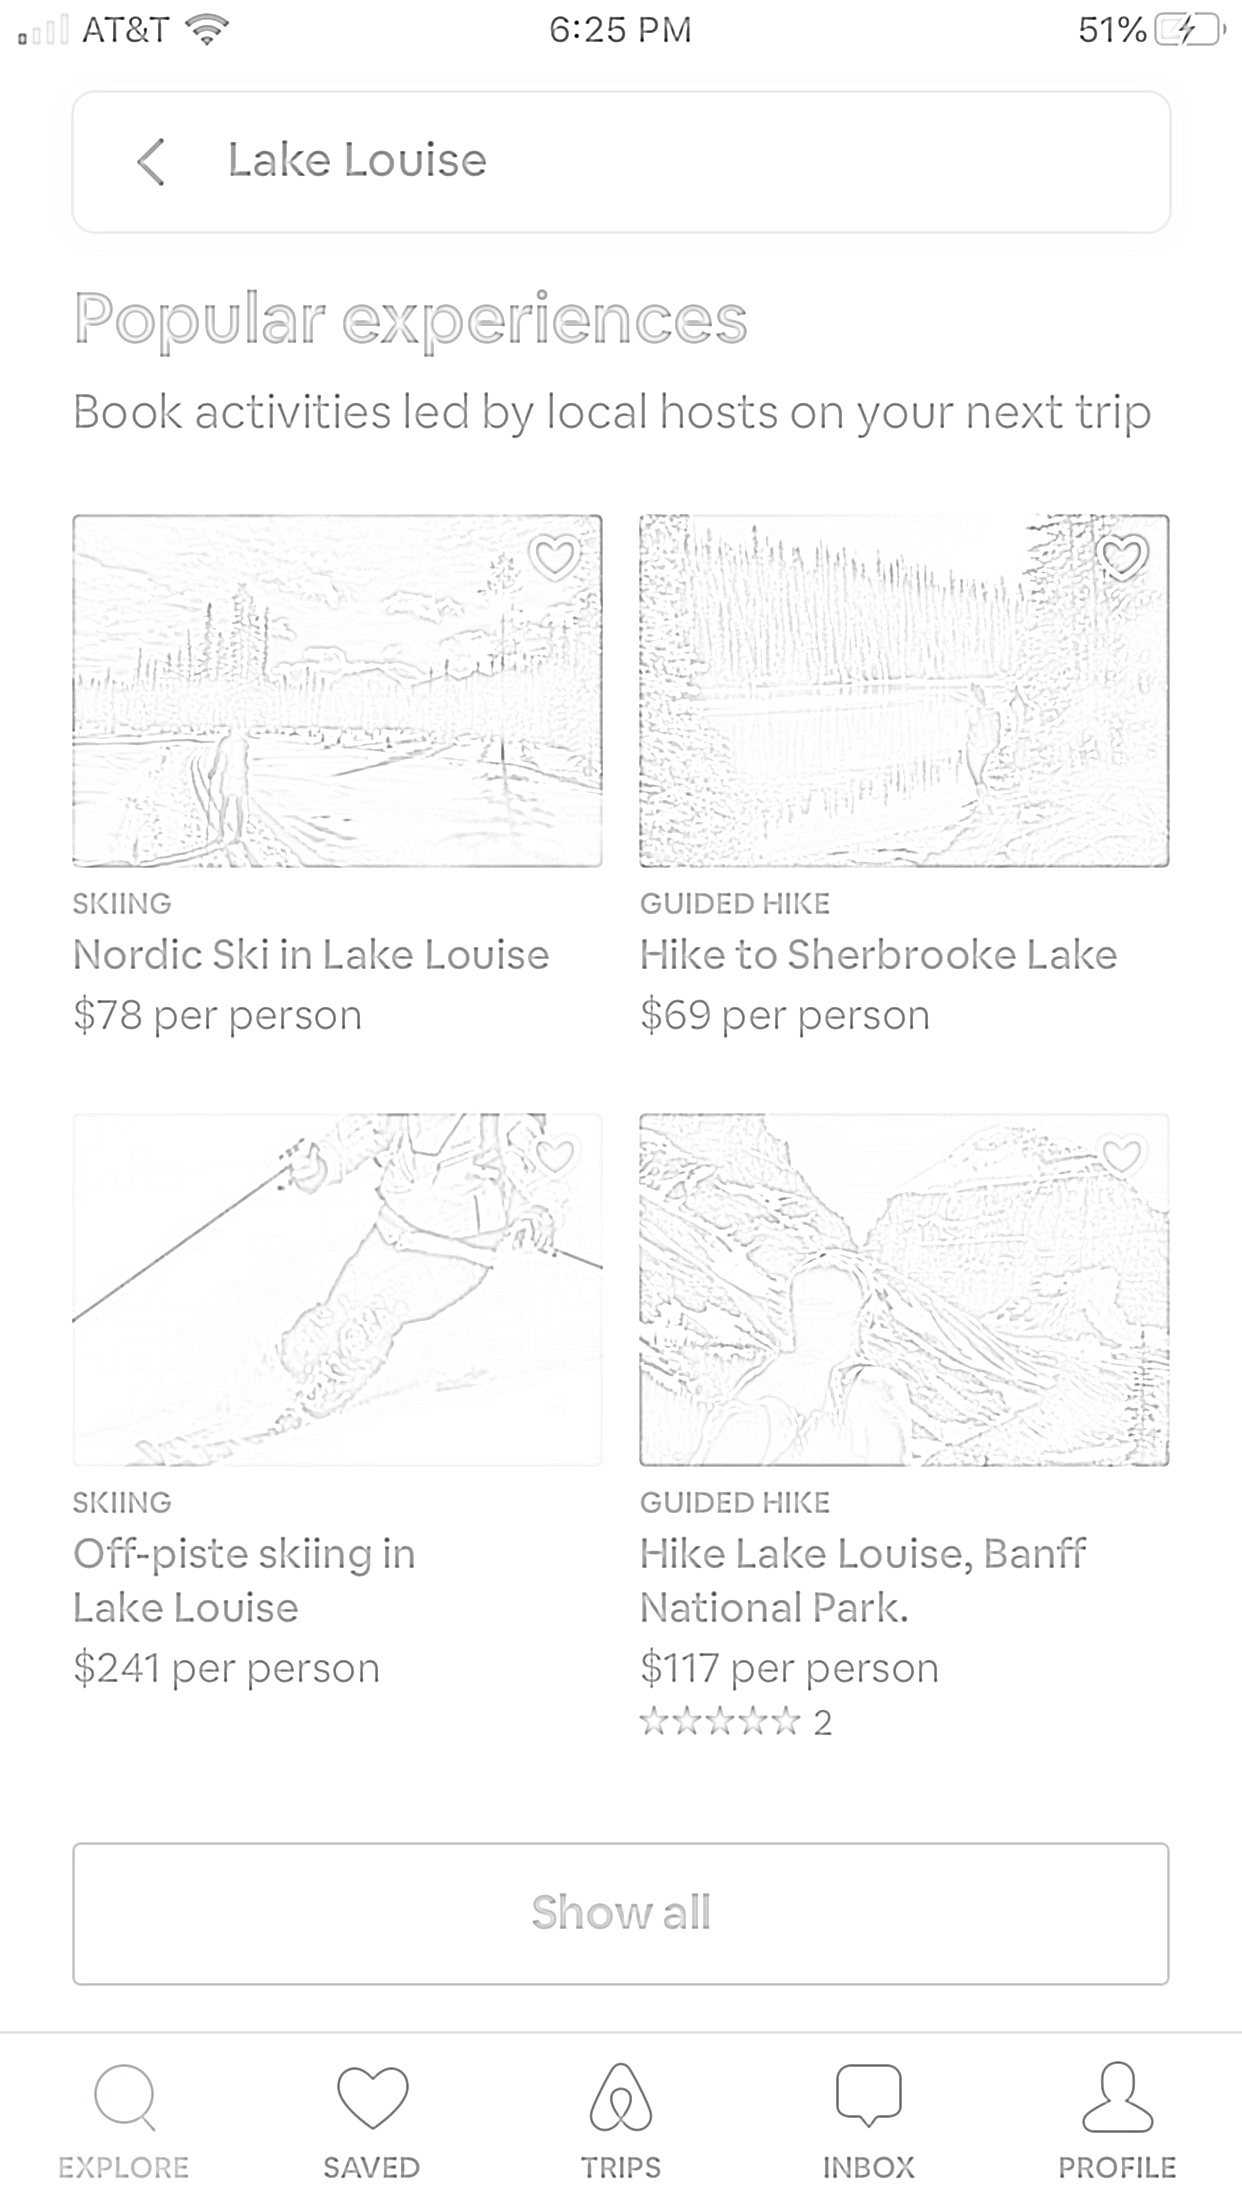 AT&T 6:25 PM 51%
Lake Louise
Popular experiences
Book activities led by local hosts on your next trip
SKIING
Nordic Ski in Lake Louise
$78 per person
GUIDED HIKE
Hike to Sherbrooke Lake
$69 per person
SKIING
Off-piste skiing in
Lake Louise
$241 per person
GUIDED HIKE
Hike Lake Louise, Banff
National Park.
$117 per person
2
Show all
EXPLORE SAVED TRIPS INBOX PROFILE